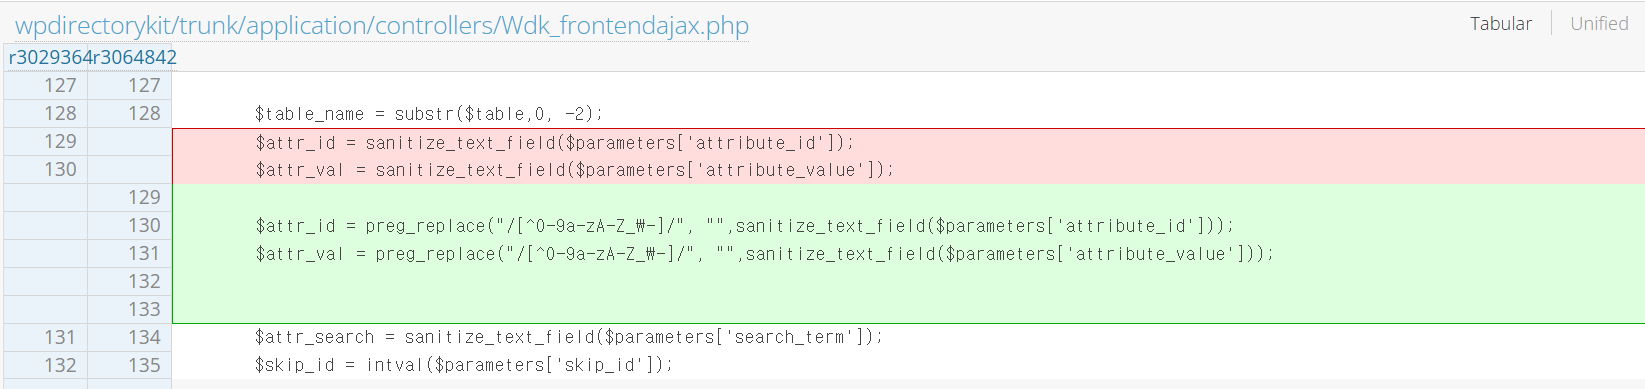 wpdirectorykit/trunk/application/controllers/Wdk_frontendajax.php Tabular Unified
r3029364 r3064842
127 127
128 128 $table_name = substr($table,0, -2);
129 $attr_id = sanitize_text_field($parameters['attribute_id']);
130 $attr_val = sanitize_text_field($parameters['attribute_value']);
129
130 $attr_id = preg_replace("/[^0-9a-zA-Z_₩-]/", "",sanitize_text_field($parameters['attribute_id']));
131 $attr_val = preg_replace("/[^0-9a-zA-Z_₩-]/", "",sanitize_text_field($parameters['attribute_value']));
132
133
131 134 $attr_search = sanitize_text_field($parameters['search_term']);
132 135 $skip_id = intval($parameters['skip_id']);